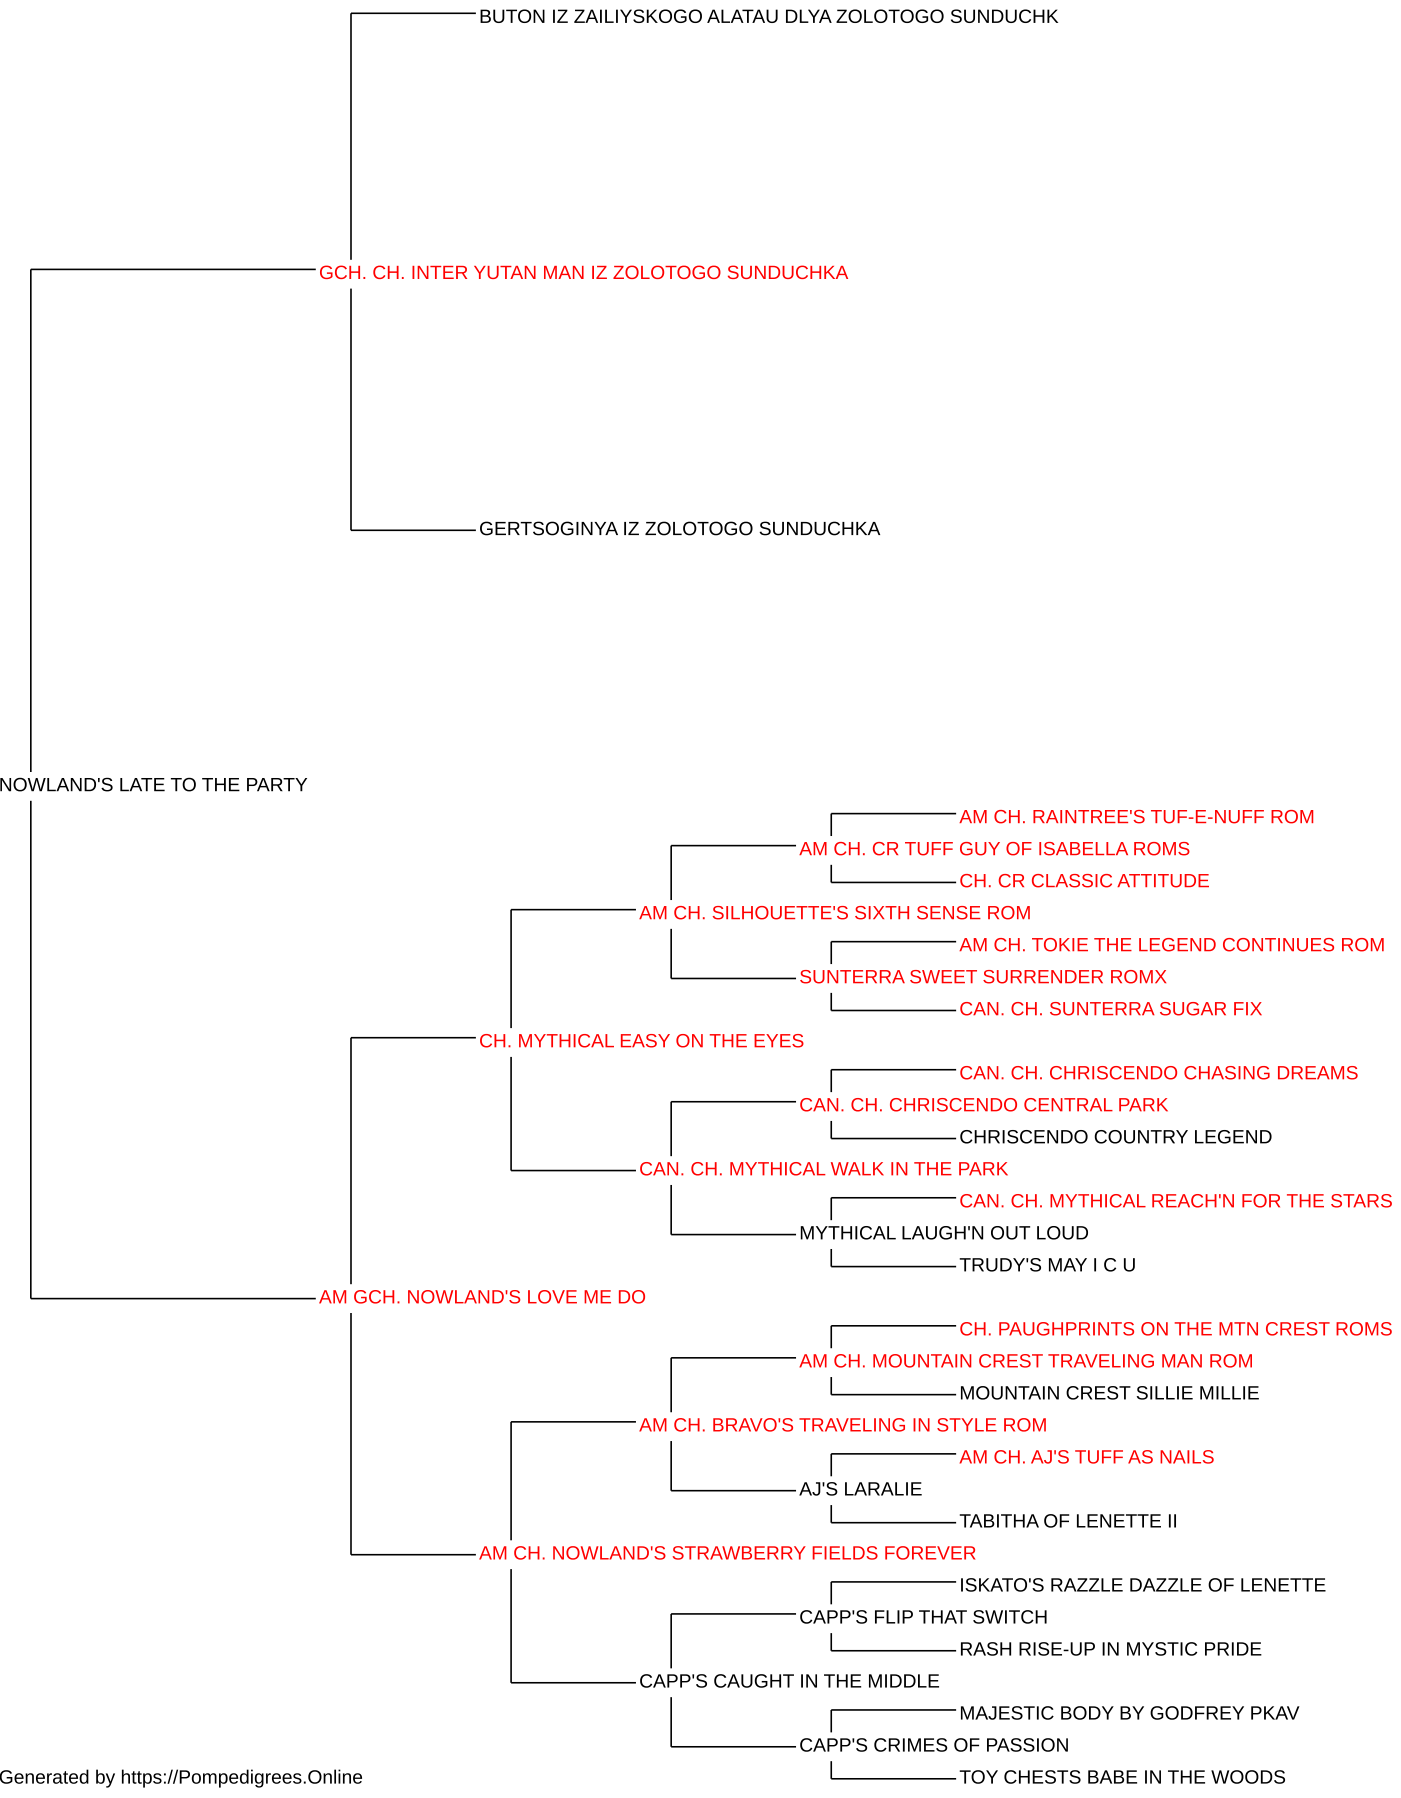 BUTON IZ ZAILIYSKOGO ALATAU DLYA ZOLOTOGO SUNDUCHK
GCH. CH. INTER YUTAN MAN IZ ZOLOTOGO SUNDUCHKA
GERTSOGINYA IZ ZOLOTOGO SUNDUCHKA
NOWLAND'S LATE TO THE PARTY
AM CH. RAINTREE'S TUF-E-NUFF ROM
AM CH. CR TUFF GUY OF ISABELLA ROMS
CH. CR CLASSIC ATTITUDE
AM CH. SILHOUETTE'S SIXTH SENSE ROM
AM CH. TOKIE THE LEGEND CONTINUES ROM
SUNTERRA SWEET SURRENDER ROMX
CAN. CH. SUNTERRA SUGAR FIX
CH. MYTHICAL EASY ON THE EYES
CAN. CH. CHRISCENDO CHASING DREAMS
CAN. CH. CHRISCENDO CENTRAL PARK
CHRISCENDO COUNTRY LEGEND
CAN. CH. MYTHICAL WALK IN THE PARK
CAN. CH. MYTHICAL REACH'N FOR THE STARS
MYTHICAL LAUGH'N OUT LOUD
TRUDY'S MAY I C U
AM GCH. NOWLAND'S LOVE ME DO
CH. PAUGHPRINTS ON THE MTN CREST ROMS
AM CH. MOUNTAIN CREST TRAVELING MAN ROM
MOUNTAIN CREST SILLIE MILLIE
AM CH. BRAVO'S TRAVELING IN STYLE ROM
AM CH. AJ'S TUFF AS NAILS
AJ'S LARALIE
TABITHA OF LENETTE II
AM CH. NOWLAND'S STRAWBERRY FIELDS FOREVER
ISKATO'S RAZZLE DAZZLE OF LENETTE
CAPP'S FLIP THAT SWITCH
RASH RISE-UP IN MYSTIC PRIDE
CAPP'S CAUGHT IN THE MIDDLE
MAJESTIC BODY BY GODFREY PKAV
CAPP'S CRIMES OF PASSION
TOY CHESTS BABE IN THE WOODS
Generated by https://Pompedigrees.Online